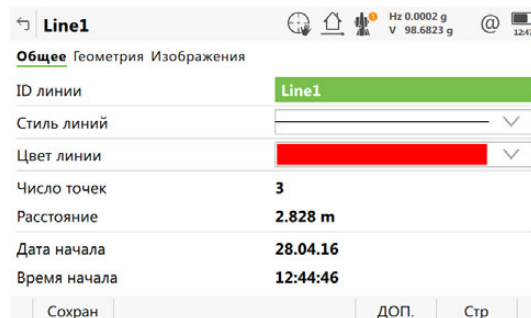 Line1
Hz 0.0002 g
V 98.6823 g
@
Общее Геометрия Изображения
ID линии Line1
Стиль линий
Цвет линии
Число точек 3
Расстояние 2.828 m
Дата начала 28.04.16
Время начала 12:44:46
Сохран ДОП. Стр